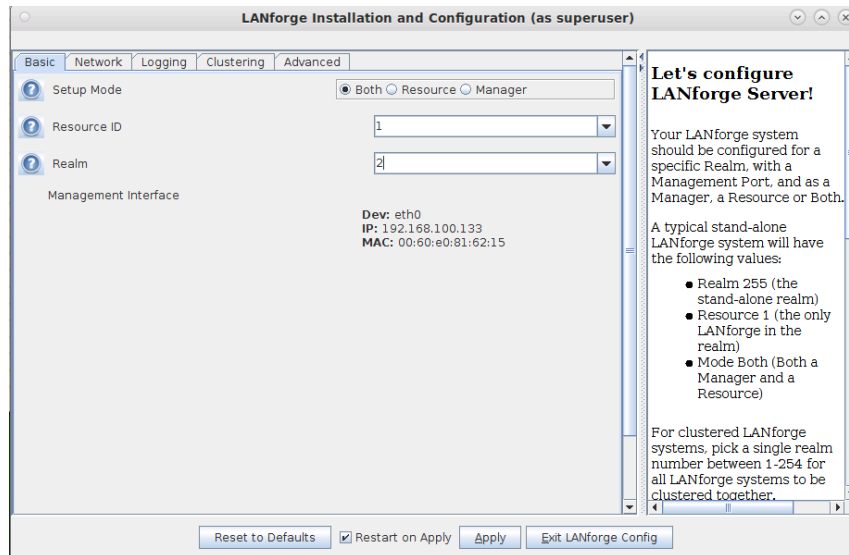 LANforge Installation and Configuration (as superuser)
Basic Network Logging Clustering Advanced
Setup Mode
Both Resource Manager
Resource ID
1
Realm
2
Management Interface
Dev: eth0
IP: 192.168.100.133
MAC: 00:60:e0:81:62:15
Let's configure
LANforge Server!
Your LANforge system
should be configured for a
specific Realm, with a
Management Port, and as a
Manager, a Resource or Both.
A typical stand-alone
LANforge system will have
the following values:
Realm 255 (the
stand-alone realm)
Resource 1 (the only
LANforge in the
realm)
Mode Both (Both a
Manager and a
Resource)
For clustered LANforge
systems, pick a single realm
number between 1-254 for
all LANforge systems to be
clustered together.
Reset to Defaults Restart on Apply Apply Exit LANforge Config